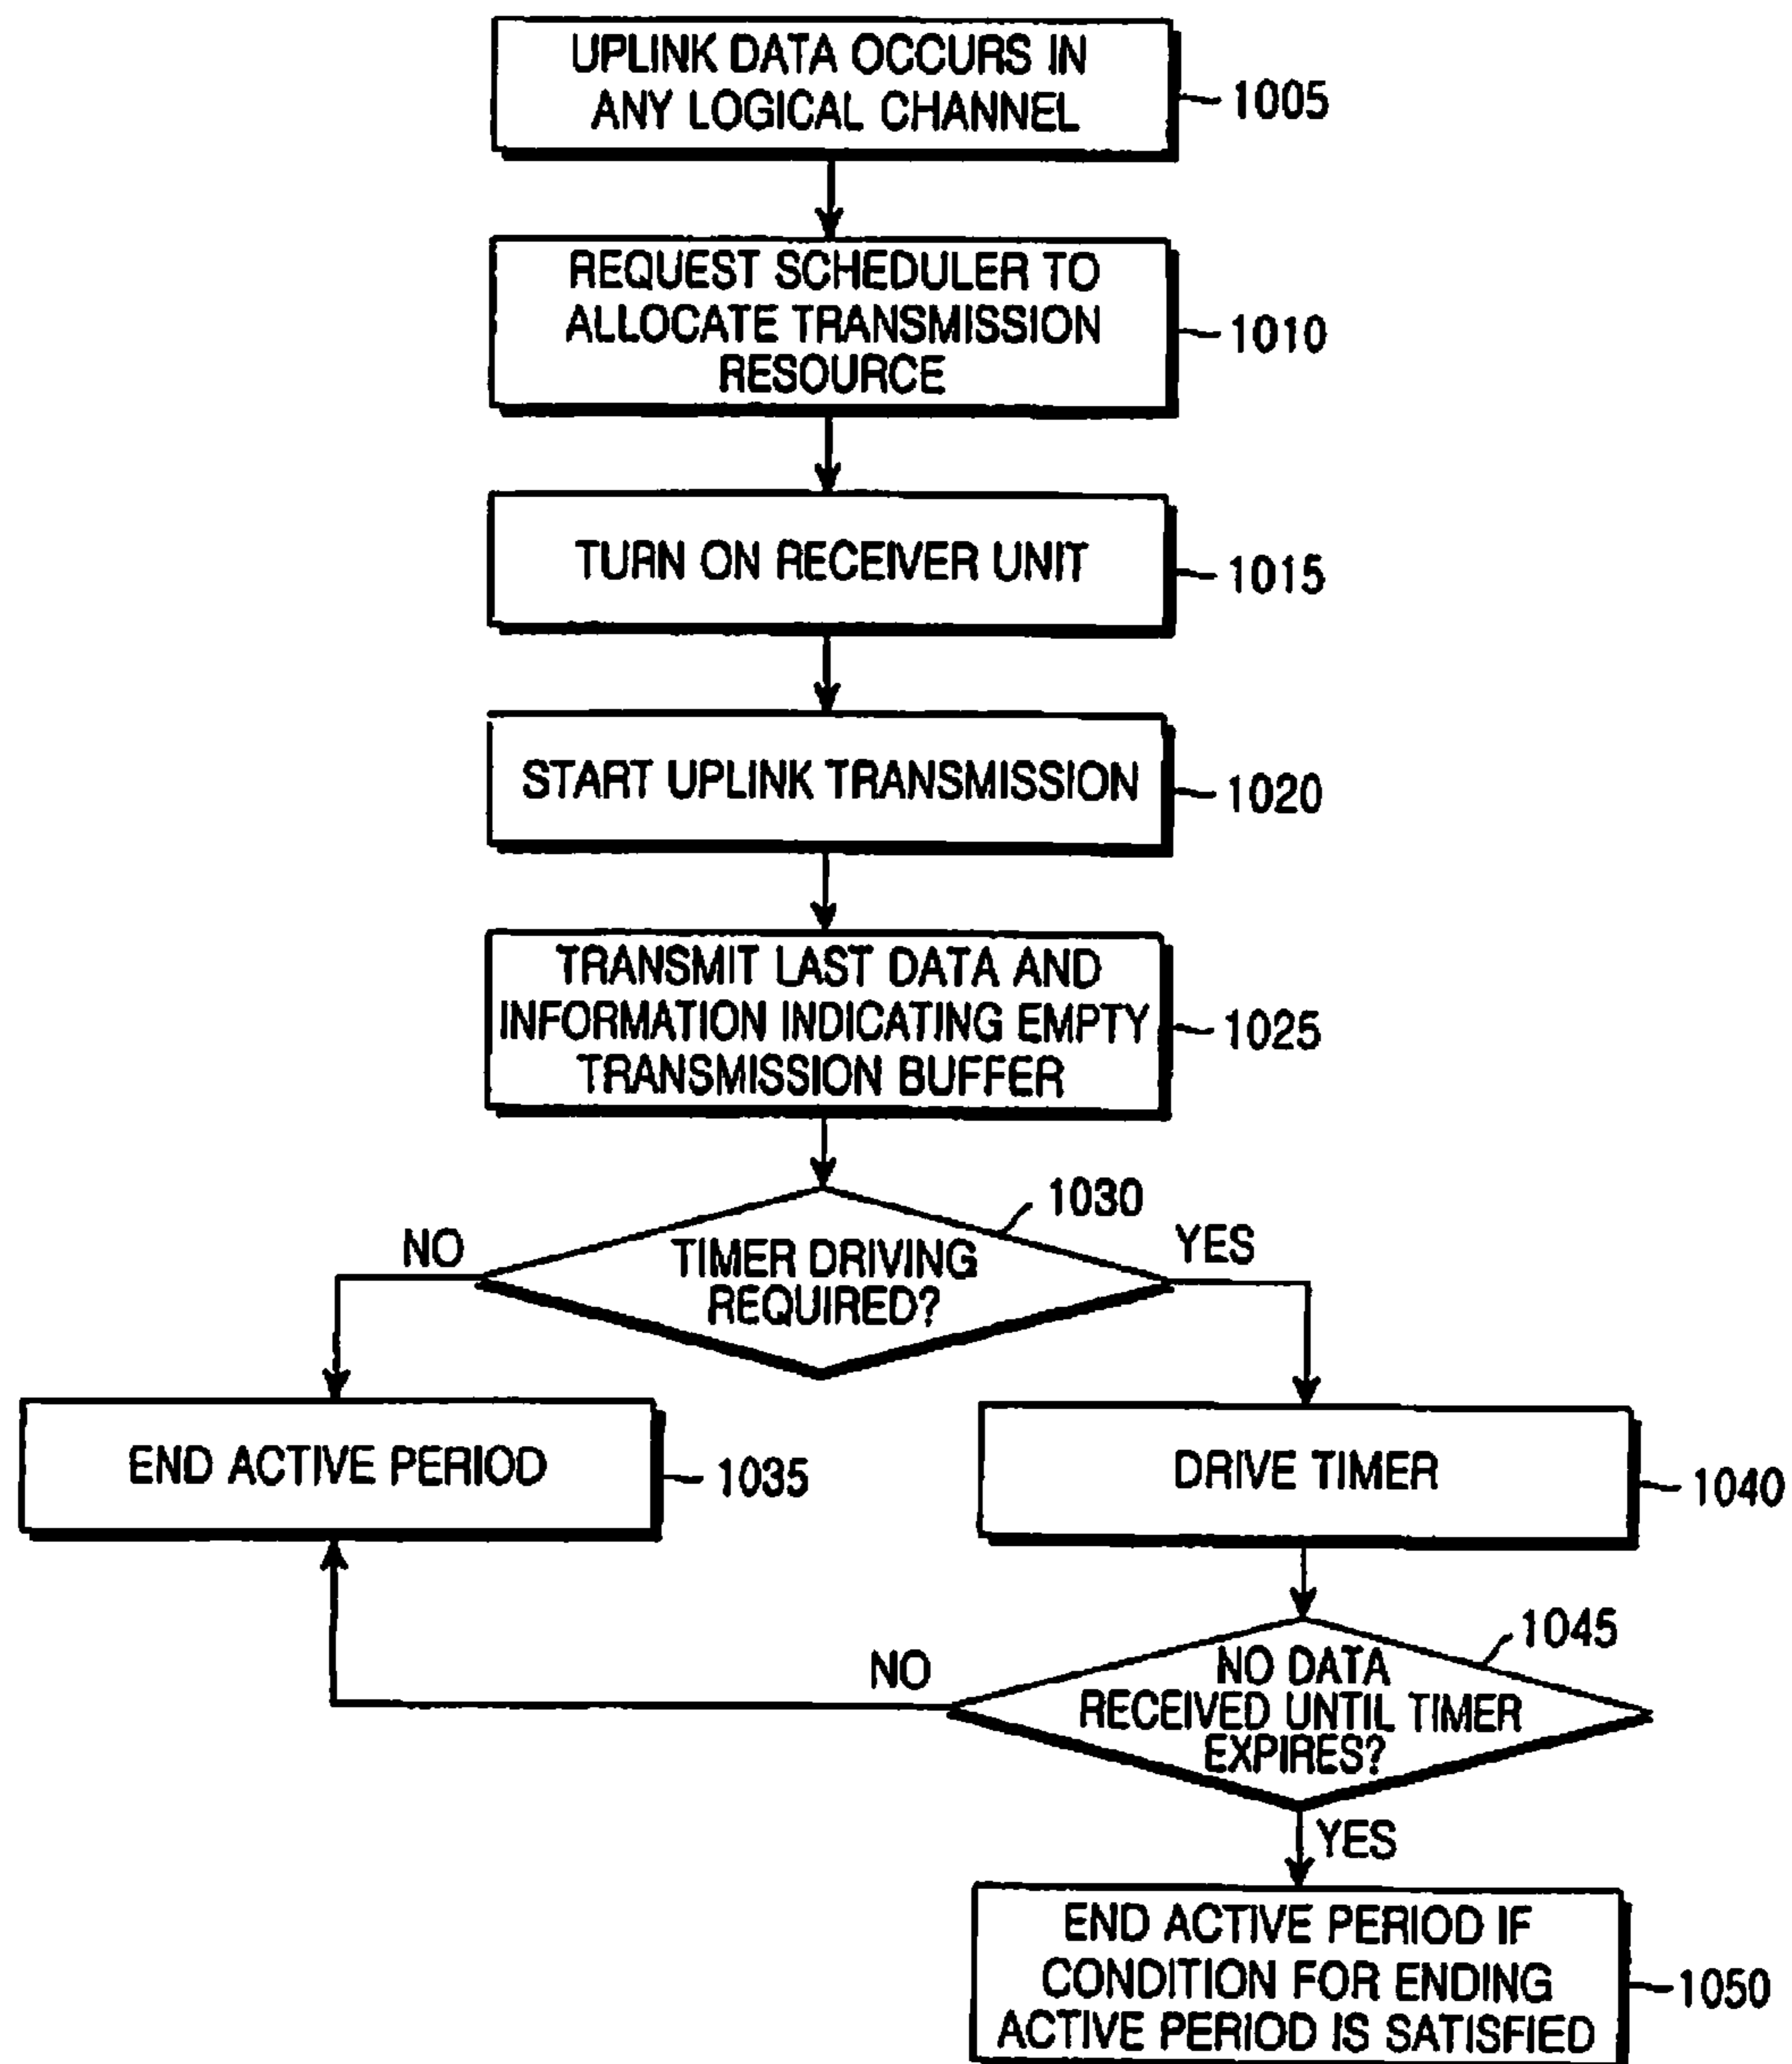 UPLINK DATA OCCURS IN
ANY LOGICAL CHANNEL
1005
REQUEST SCHEDULER TO
ALLOCATE TRANSMISSION
RESOURCE
1010
TURN ON RECEIVER UNIT
1015
START UPLINK TRANSMISSION
1020
TRANSMIT LAST DATA AND
INFORMATION INDICATING EMPTY
TRANSMISSION BUFFER
1025
1030
NO
YES
TIMER DRIVING
REQUIRED?
END ACTIVE PERIOD
1035
DRIVE TIMER
1040
1045
NO
NO DATA
RECEIVED UNTIL TIMER
EXPIRES?
YES
END ACTIVE PERIOD IF
CONDITION FOR ENDING
ACTIVE PERIOD IS SATISFIED
1050